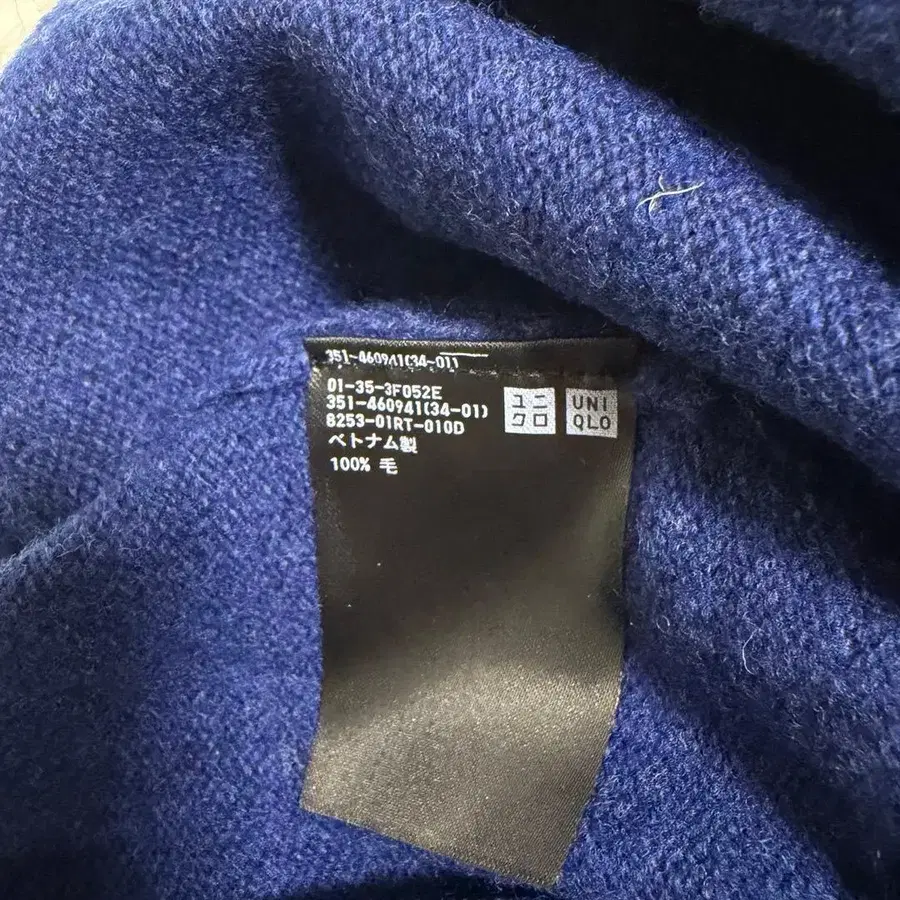 351-460941(34-01)
01-35-3F052E
351-460941(34-01)
8253-01RT-010D
ベトナム製
100% 毛
ユニ
クロ
UNI
QLO